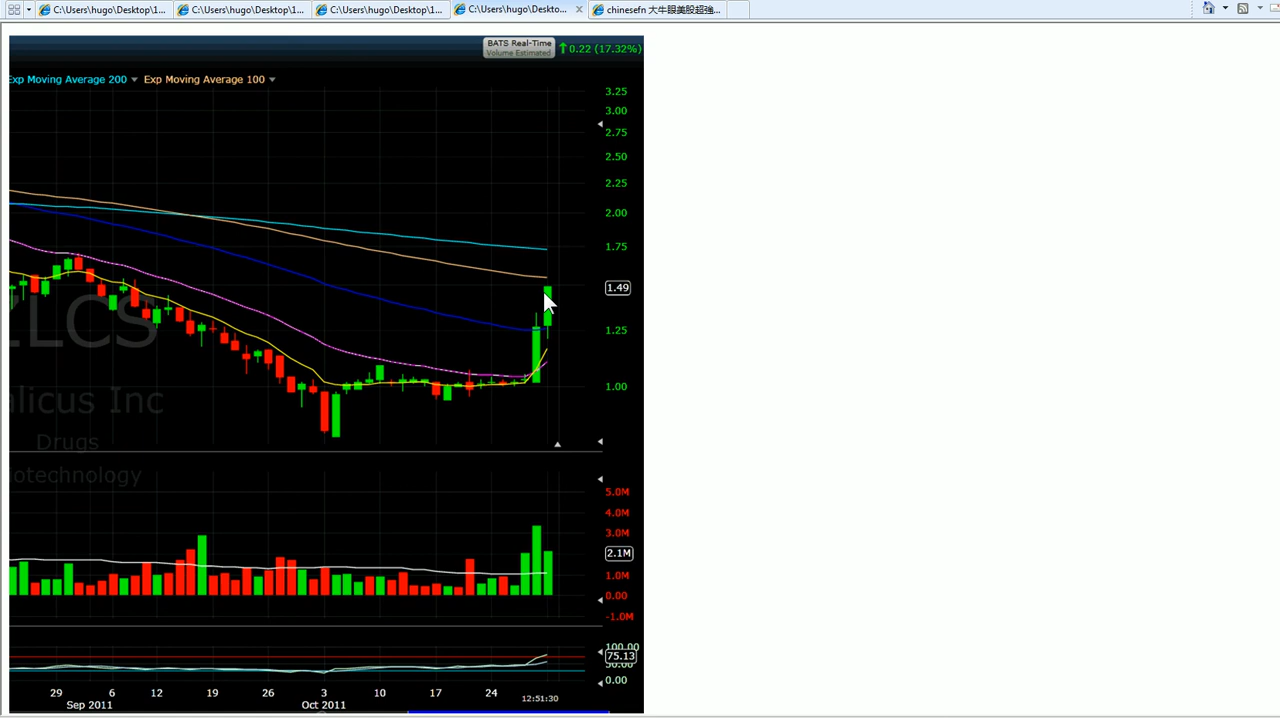 C:\Users\hugo\Desktop\1...
C:\Users\hugo\Desktop\1...
C:\Users\hugo\Desktop\1...
C:\Users\hugo\Deskto...
chinesefn 大牛眼美股超強...
BATS Real-Time
Volume Estimated
0.22 (17.32%)
Exp Moving Average 200
Exp Moving Average 100
3.25
3.00
2.75
2.50
2.25
2.00
1.75
1.49
1.25
1.00
ZLCS
alicus Inc
Drugs
iotechnology
5.0M
4.0M
3.0M
2.1M
1.0M
0.00
-1.0M
100.00
75.13
50.00
0.00
29 6 12 19 26 3 10 17 24 12:51:30
Sep 2011 Oct 2011